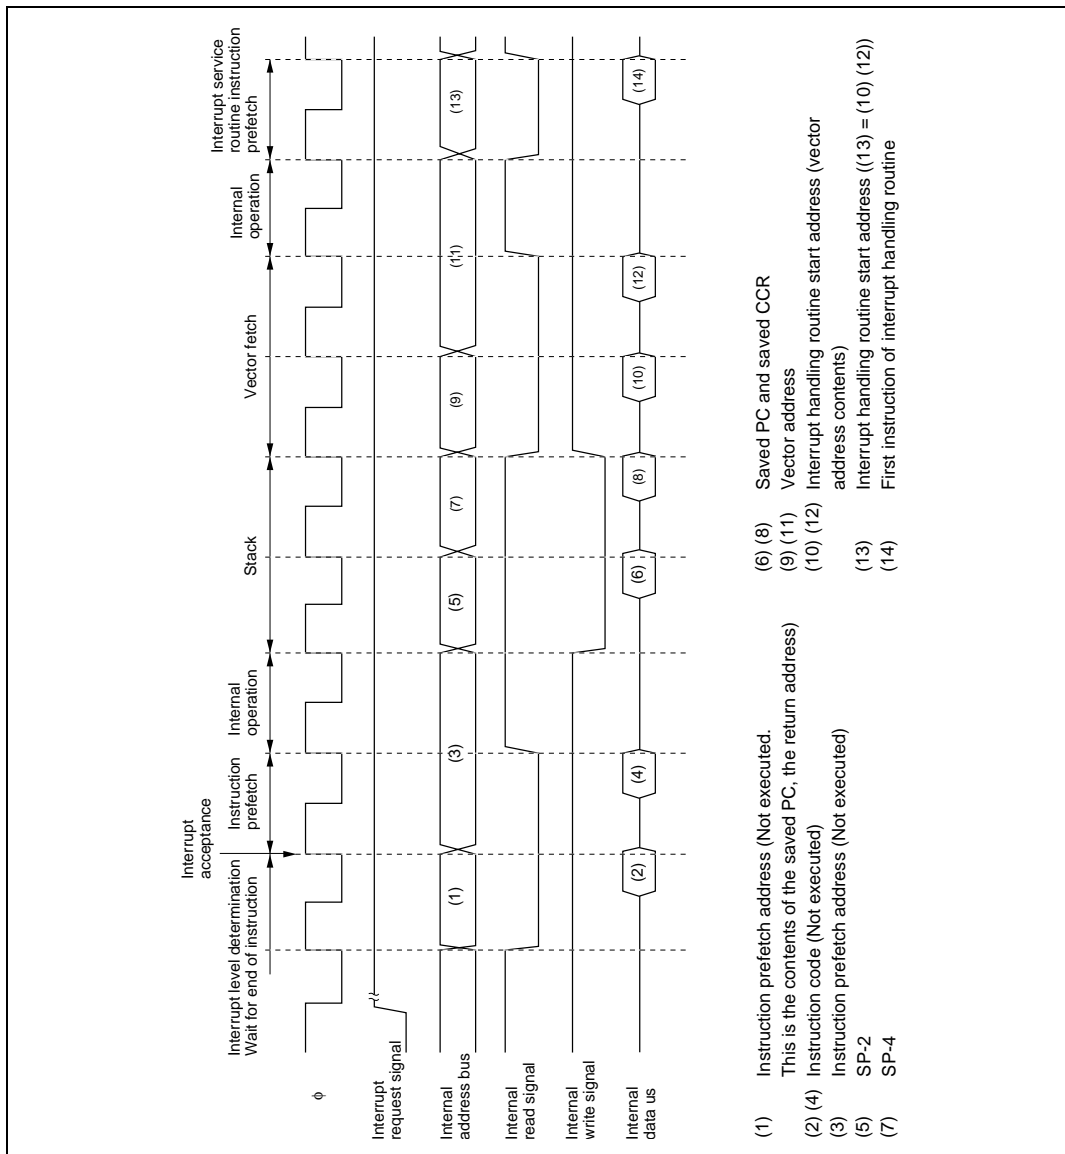 Interrupt
acceptance
Interrupt level determination
Wait for end of instruction
Instruction
prefetch
Internal
operation
Stack
Vector fetch
Internal
operation
Interrupt service
routine instruction
prefetch
φ
Interrupt
request signal
Internal
address bus
(1)
(3)
(5)
(7)
(9)
(11)
(13)
Internal
read signal
Internal
write signal
Internal
data us
(2)
(4)
(6)
(8)
(10)
(12)
(14)
(1) Instruction prefetch address (Not executed.
This is the contents of the saved PC, the return address)
(2) (4) Instruction code (Not executed)
(3) Instruction prefetch address (Not executed)
(5) SP-2
(7) SP-4
(6) (8) Saved PC and saved CCR
(9) (11) Vector address
(10) (12) Interrupt handling routine start address (vector
address contents)
(13) Interrupt handling routine start address ((13) = (10) (12))
(14) First instruction of interrupt handling routine